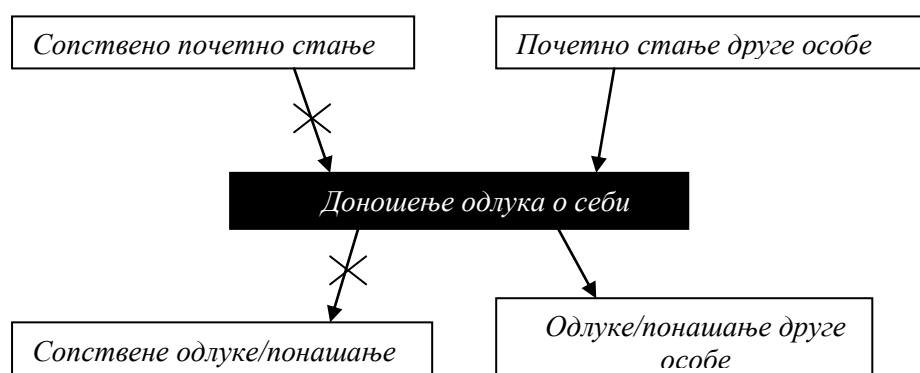 Сопствено почетно стање
Почетно стање друге особе
Доношење одлука о себи
Сопствене одлуке/понашање
Одлуке/понашање друге
особе